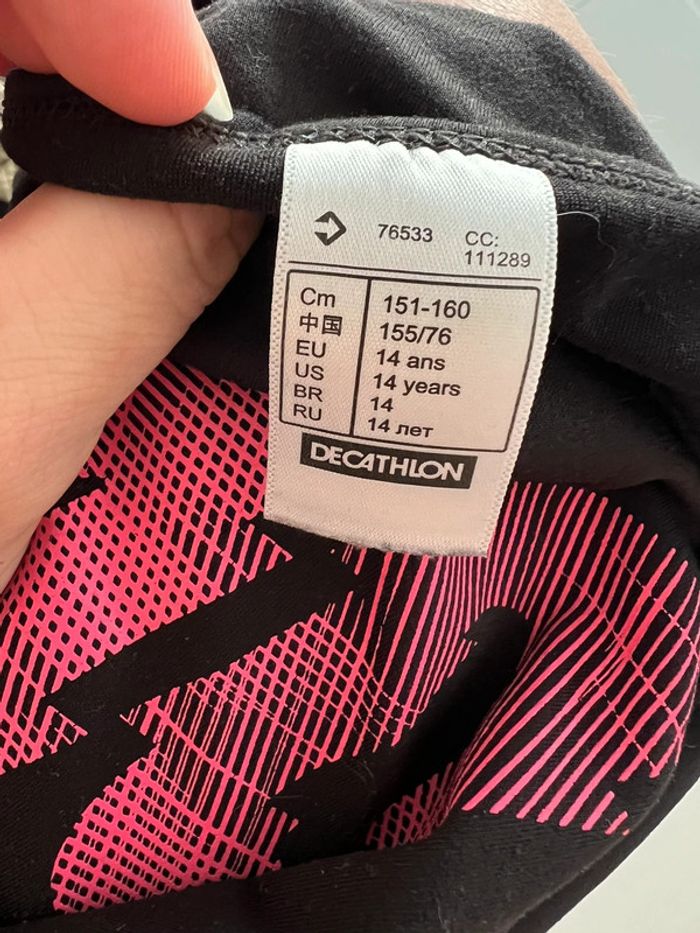 76533 CC:
111289
Cm 151-160
中国 155/76
EU 14 ans
US 14 years
BR 14
RU 14 лет
DECATHLON